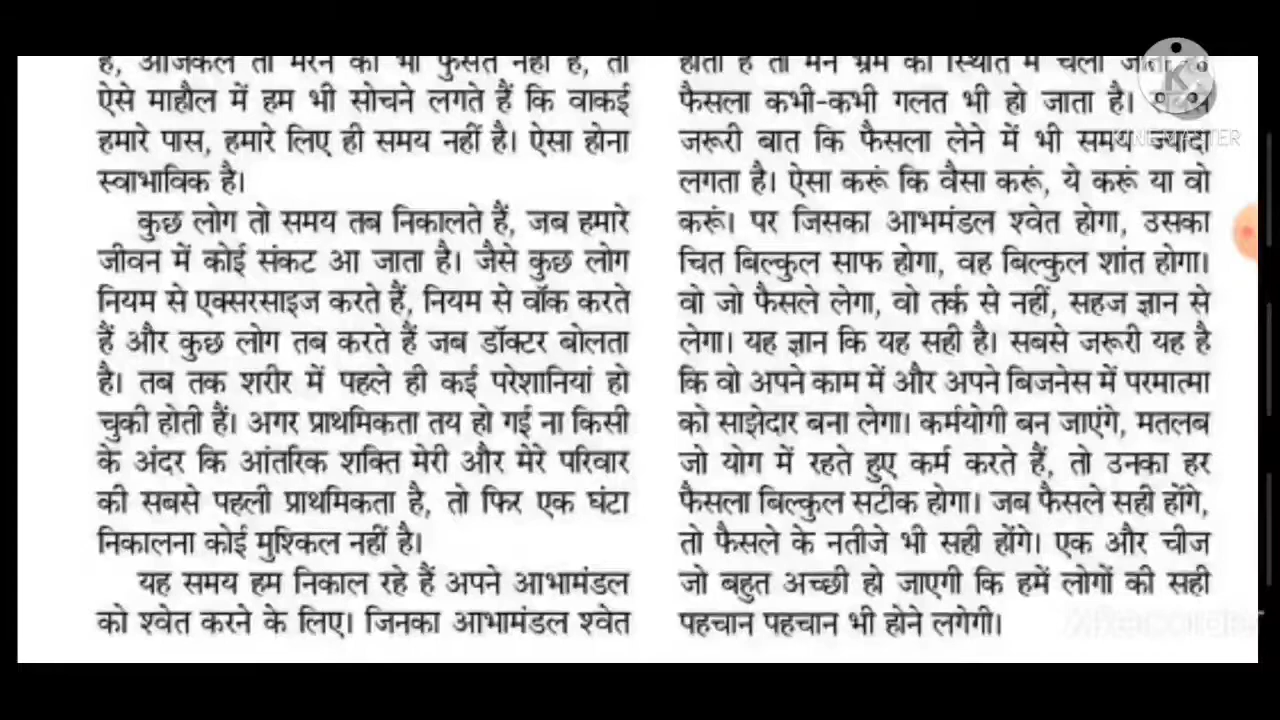 है, आजकल तो मरने की भी फुर्सत नहीं है, तो
ऐसे माहौल में हम भी सोचने लगते हैं कि वाकई
हमारे पास, हमारे लिए ही समय नहीं है। ऐसा होना
स्वाभाविक है।
कुछ लोग तो समय तब निकालते हैं, जब हमारे
जीवन में कोई संकट आ जाता है। जैसे कुछ लोग
नियम से एक्सरसाइज करते हैं, नियम से वॉक करते
हैं और कुछ लोग तब करते हैं जब डॉक्टर बोलता
है। तब तक शरीर में पहले ही कई परेशानियां हो
चुकी होती हैं। अगर प्राथमिकता तय हो गई ना किसी
के अंदर कि आंतरिक शक्ति मेरी और मेरे परिवार
की सबसे पहली प्राथमिकता है, तो फिर एक घंटा
निकालना कोई मुश्किल नहीं है।
यह समय हम निकाल रहे हैं अपने आभामंडल
को श्वेत करने के लिए। जिनका आभामंडल श्वेत
होता है तो मन भ्रम की स्थिति में चला
फैसला कभी-कभी गलत भी हो जाता है।
जरूरी बात कि फैसला लेने में भी समय ज्यादा
लगता है। ऐसा करूं कि वैसा करूं, ये करूं या वो
करूं। पर जिसका आभमंडल श्वेत होगा, उसका
चित बिल्कुल साफ होगा, वह बिल्कुल शांत होगा।
वो जो फैसले लेगा, वो तर्क से नहीं, सहज ज्ञान से
लेगा। यह ज्ञान कि यह सही है। सबसे जरूरी यह है
कि वो अपने काम में और अपने बिजनेस में परमात्मा
को साझेदार बना लेगा। कर्मयोगी बन जाएंगे, मतलब
जो योग में रहते हुए कर्म करते हैं, तो उनका हर
फैसला बिल्कुल सटीक होगा। जब फैसले सही होंगे,
तो फैसले के नतीजे भी सही होंगे। एक और चीज
जो बहुत अच्छी हो जाएगी कि हमें लोगों की सही
पहचान पहचान भी होने लगेगी।
KINEMASTER